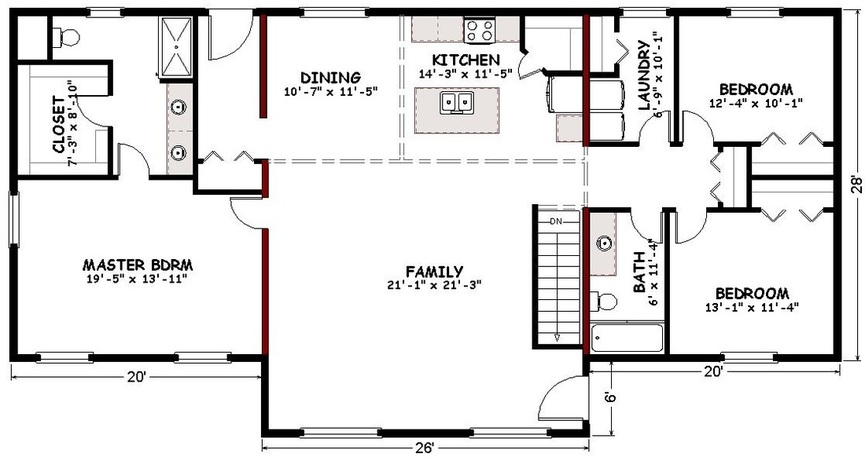 DINING
10'-7" x 11'-5"
KITCHEN
14'-3" x 11'-5"
LAUNDRY
6'-9" x 10'-1"
BEDROOM
12'-4" x 10'-1"
CLOSET
7'-3" x 8'-10"
28'
DN
MASTER BDRM
19'-5" x 13'-11"
FAMILY
21'-1" x 21'-3"
BATH
6' x 11'-4"
BEDROOM
13'-1" x 11'-4"
20'
20'
6'
26'